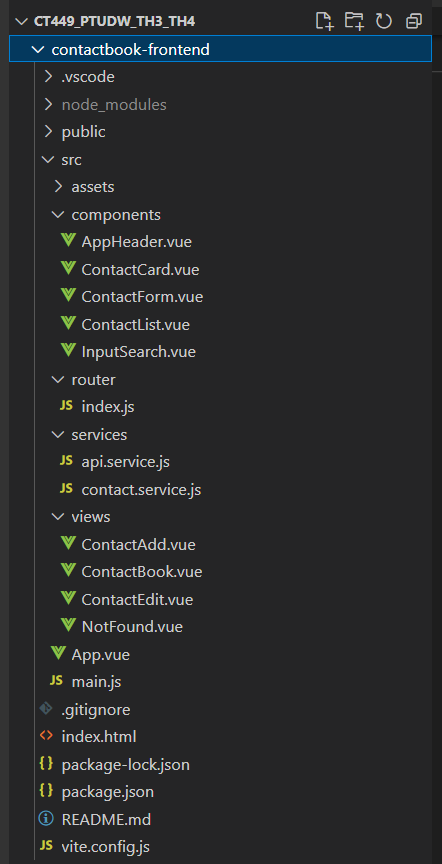 CT449_PTUDW_TH3_TH4
contactbook-frontend
.vscode
node_modules
public
src
assets
components
AppHeader.vue
ContactCard.vue
ContactForm.vue
ContactList.vue
InputSearch.vue
router
JS index.js
services
JS api.service.js
JS contact.service.js
views
ContactAdd.vue
ContactBook.vue
ContactEdit.vue
NotFound.vue
App.vue
JS main.js
.gitignore
<> index.html
{} package-lock.json
{} package.json
README.md
JS vite.config.js